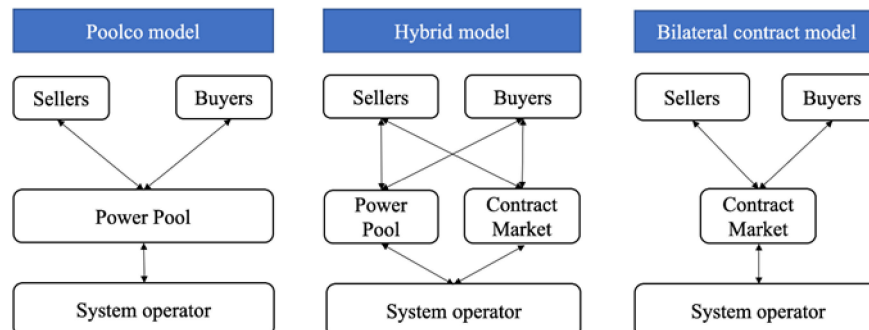 Poolco model
Hybrid model
Bilateral contract model
Sellers
Buyers
Sellers
Buyers
Sellers
Buyers
Power Pool
Power
Pool
Contract
Market
Contract
Market
System operator
System operator
System operator